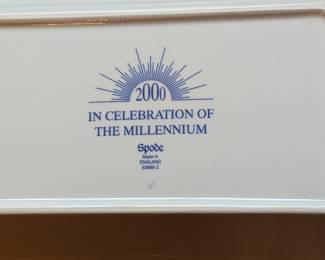 2000
IN CELEBRATION OF
THE MILLENNIUM
Spode
Made in
ENGLAND